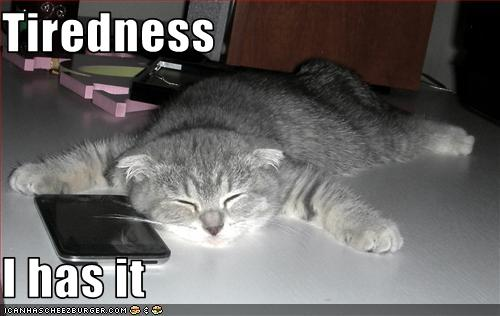 Tiredness
I has it
ICANHASCHEEZBURGER.COM